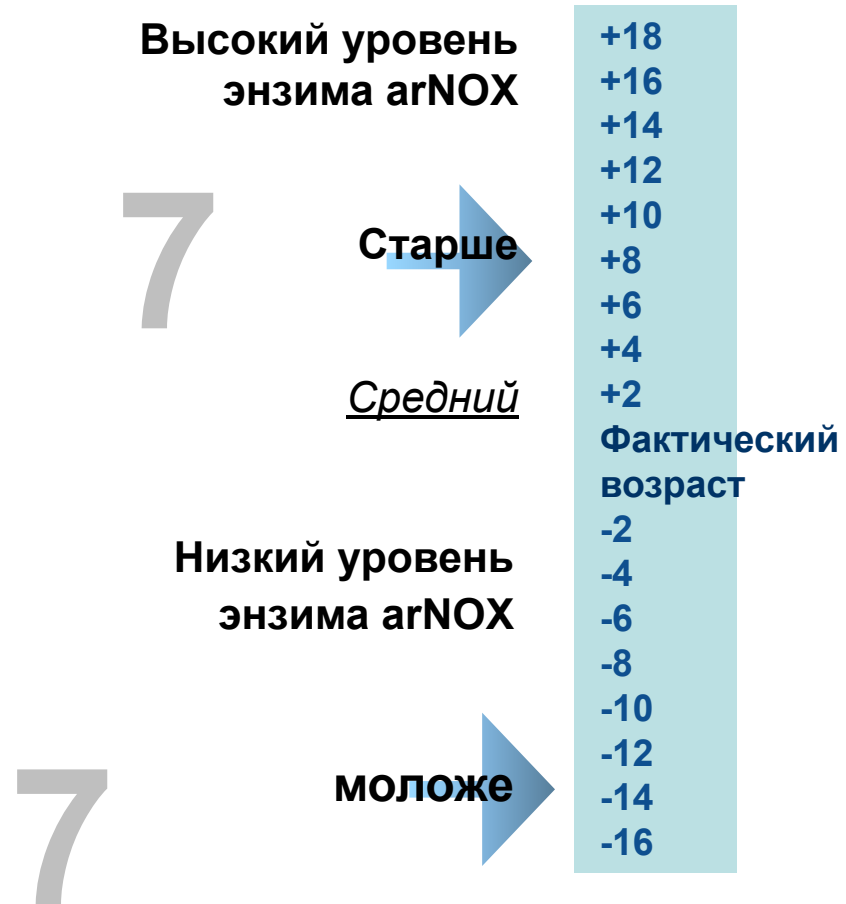 Высокий уровень
энзима arNOX
7
Старше
Средний
Низкий уровень
энзима arNOX
7
моложе
+18
+16
+14
+12
+10
+8
+6
+4
+2
Фактический
возраст
-2
-4
-6
-8
-10
-12
-14
-16